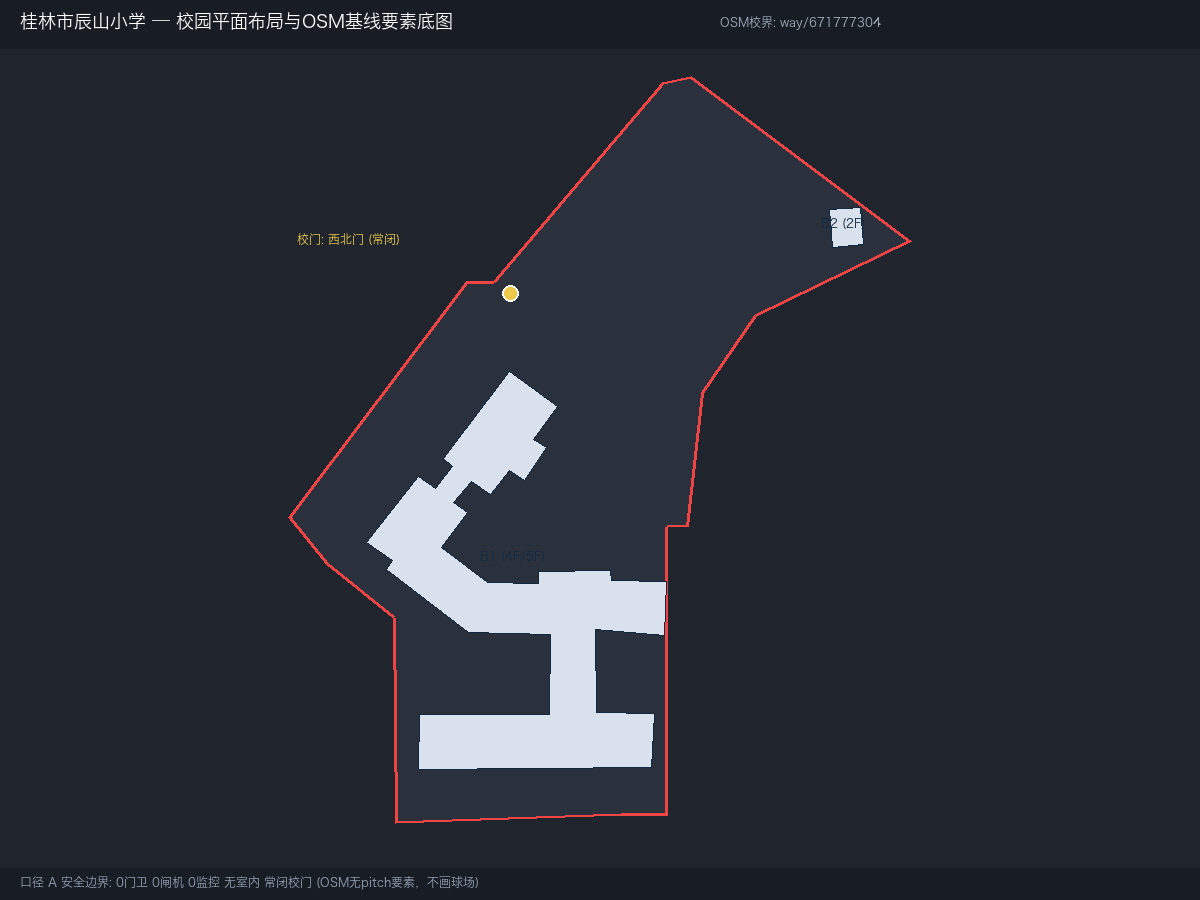 桂林市辰山小学 — 校园平面布局与OSM基线要素底图
OSM校界: way/671777304
B2 (2F)
校门: 西北门 (常闭)
B1 (4F/5F)
口径 A 安全边界: 0门卫 0闸机 0监控 无室内 常闭校门 (OSM无pitch要素，不画球场)